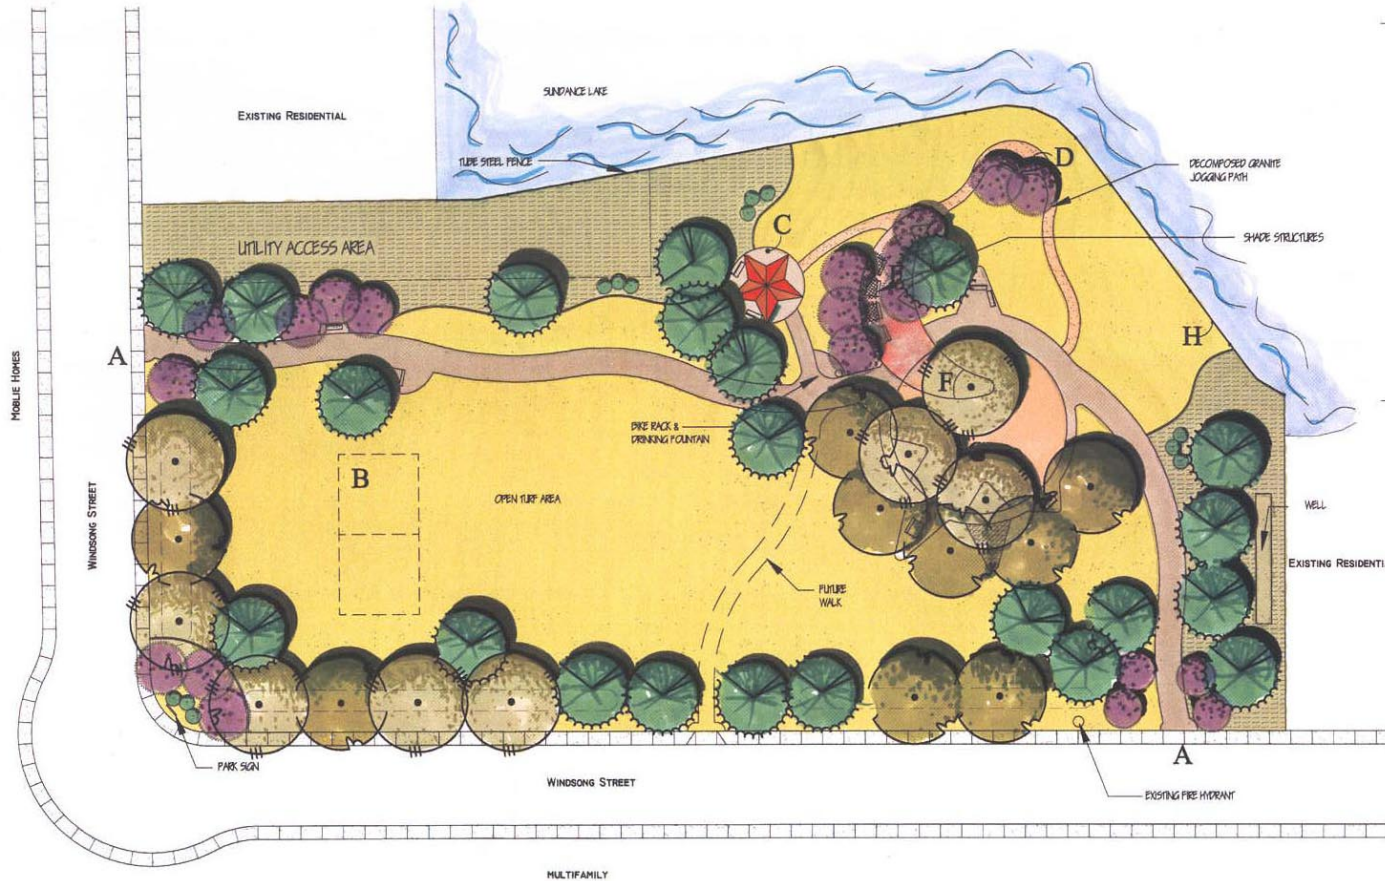 SUNDANCE LAKE
EXISTING RESIDENTIAL
TUBE STEEL FENCE
D
DECOMPOSED GRANITE
JOGGING PATH
C
UTILITY ACCESS AREA
SHADE STRUCTURES
H
A
MOBLIE HOMES
F
BIKE RACK &
DRINKING FOUNTAIN
B
OPEN TURF AREA
WINDSONG STREET
WELL
EXISTING RESIDENTI
FUTURE
WALK
PARK SIGN
A
WINDSONG STREET
EXISTING FIRE HYDRANT
MULTIFAMILY